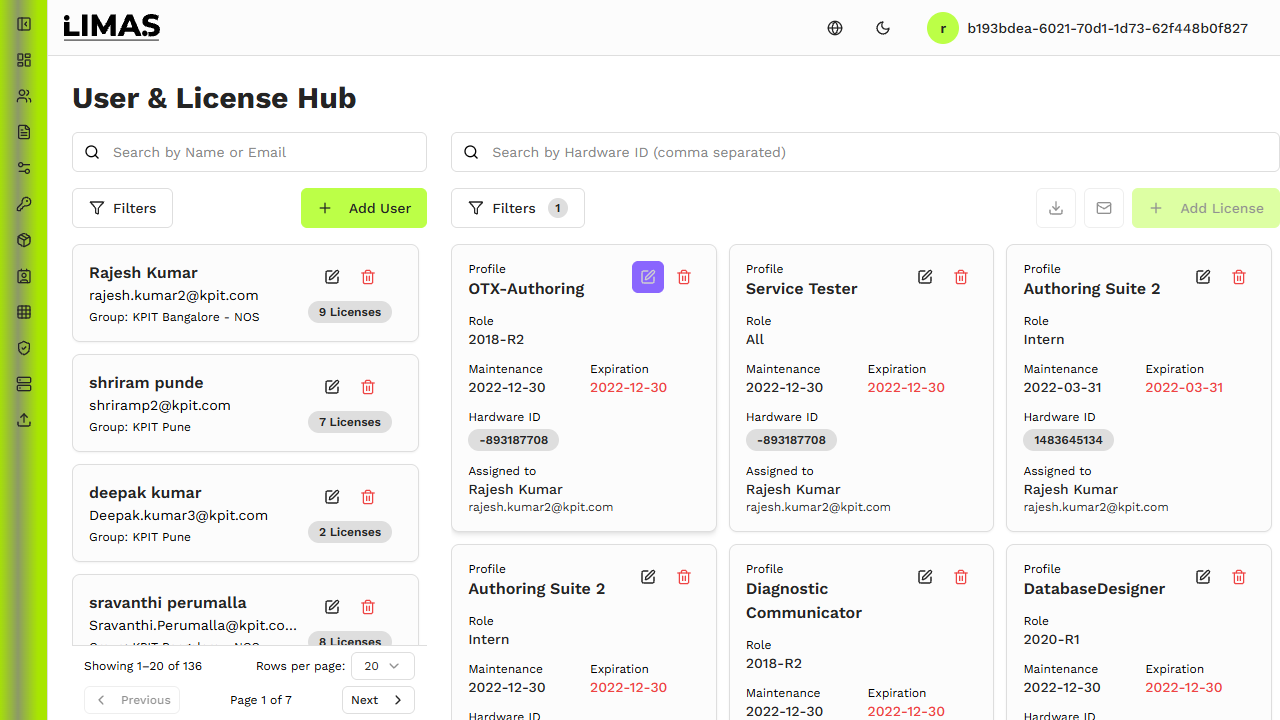 LIMAS
r
b193bdea-6021-70d1-1d73-62f448b0f827
User & License Hub
Search by Name or Email
Filters
Add User
Rajesh Kumar
rajesh.kumar2@kpit.com
Group: KPIT Bangalore - NOS
9 Licenses
shriram punde
shriramp2@kpit.com
Group: KPIT Pune
7 Licenses
deepak kumar
Deepak.kumar3@kpit.com
Group: KPIT Pune
2 Licenses
sravanthi perumalla
Sravanthi.Perumalla@kpit.co...
Group: KPIT Bangalore - NOS
8 Licenses
Showing 1–20 of 136
Rows per page:
20
Previous
Page 1 of 7
Next
Search by Hardware ID (comma separated)
Filters
1
Add License
Profile
OTX-Authoring
Role
2018-R2
Maintenance
2022-12-30
Expiration
2022-12-30
Hardware ID
-893187708
Assigned to
Rajesh Kumar
rajesh.kumar2@kpit.com
Profile
Service Tester
Role
All
Maintenance
2022-12-30
Expiration
2022-12-30
Hardware ID
-893187708
Assigned to
Rajesh Kumar
rajesh.kumar2@kpit.com
Profile
Authoring Suite 2
Role
Intern
Maintenance
2022-03-31
Expiration
2022-03-31
Hardware ID
1483645134
Assigned to
Rajesh Kumar
rajesh.kumar2@kpit.com
Profile
Authoring Suite 2
Role
Intern
Maintenance
2022-12-30
Expiration
2022-12-30
Hardware ID
Profile
Diagnostic
Communicator
Role
2018-R2
Maintenance
2022-12-30
Expiration
2022-12-30
Profile
DatabaseDesigner
Role
2020-R1
Maintenance
2022-12-30
Expiration
2022-12-30
Hardware ID